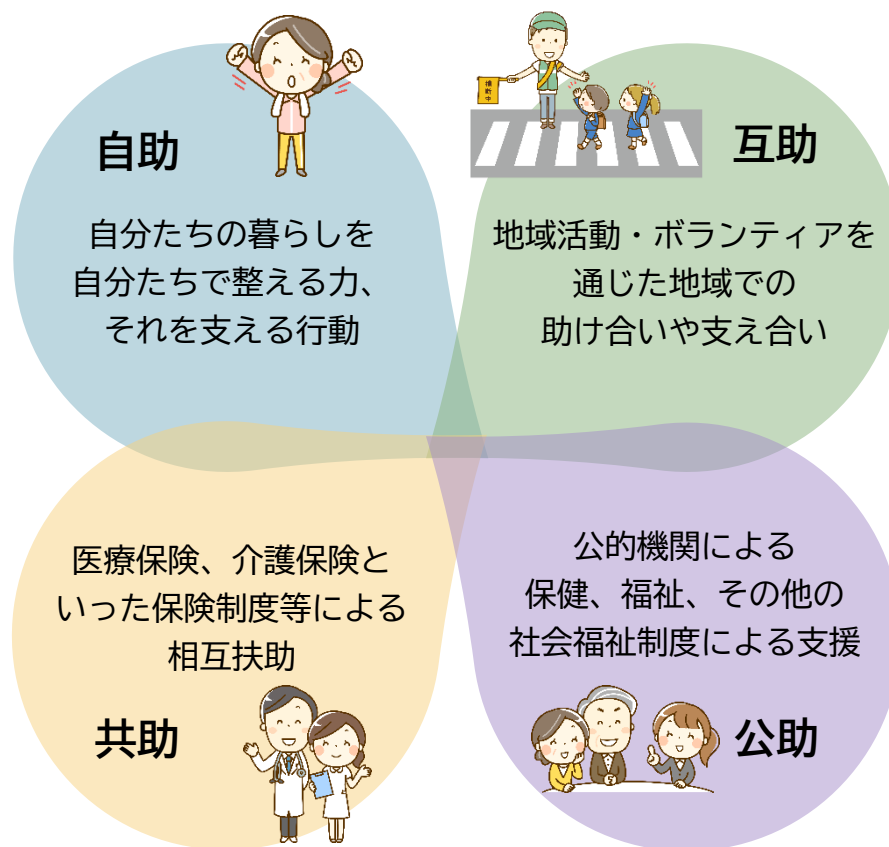 自助
自分たちの暮らしを
自分たちで整える力、
それを支える行動
横断中
互助
地域活動・ボランティアを
通じた地域での
助け合いや支え合い
医療保険、介護保険と
いった保険制度等による
相互扶助
共助
公的機関による
保健、福祉、その他の
社会福祉制度による支援
公助